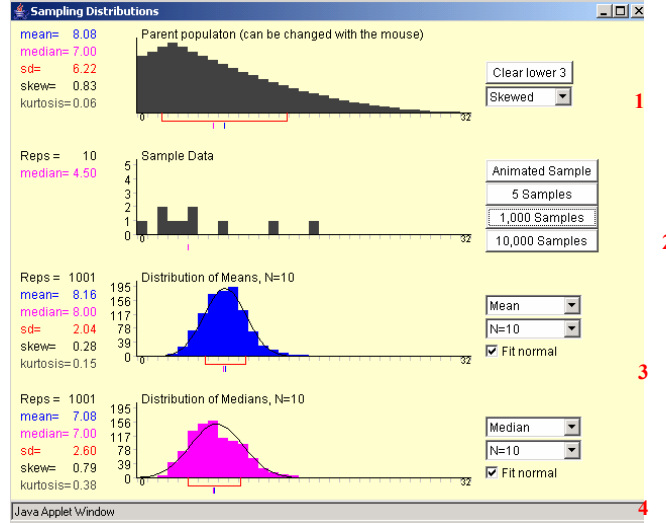 Sampling Distributions
mean= 8.08
median= 7.00
sd= 6.22
skew= 0.83
kurtosis= 0.06
Parent populaton (can be changed with the mouse)
0 32
Clear lower 3
Skewed
1
Reps = 10
median= 4.50
Sample Data
5
4
3
2
1
0
0 32
Animated Sample
5 Samples
1,000 Samples
10,000 Samples
2
Reps = 1001
mean= 8.16
median= 8.00
sd= 2.04
skew= 0.28
kurtosis= 0.15
Distribution of Means, N=10
195
156
117
78
39
0
0 32
Mean
N=10
Fit normal
3
Reps = 1001
mean= 7.08
median= 7.00
sd= 2.60
skew= 0.79
kurtosis= 0.38
Distribution of Medians, N=10
195
156
117
78
39
0
0 32
Median
N=10
Fit normal
4
Java Applet Window